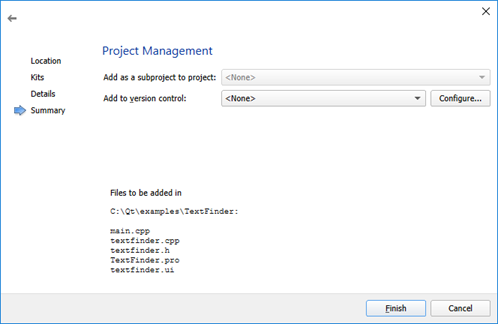 Project Management
Location
Kits
Details
Summary
Add as a subproject to project: <None>
Add to version control: <None> Configure...
Files to be added in
C:\Qt\examples\TextFinder:
main.cpp
textfinder.cpp
textfinder.h
TextFinder.pro
textfinder.ui
Finish Cancel